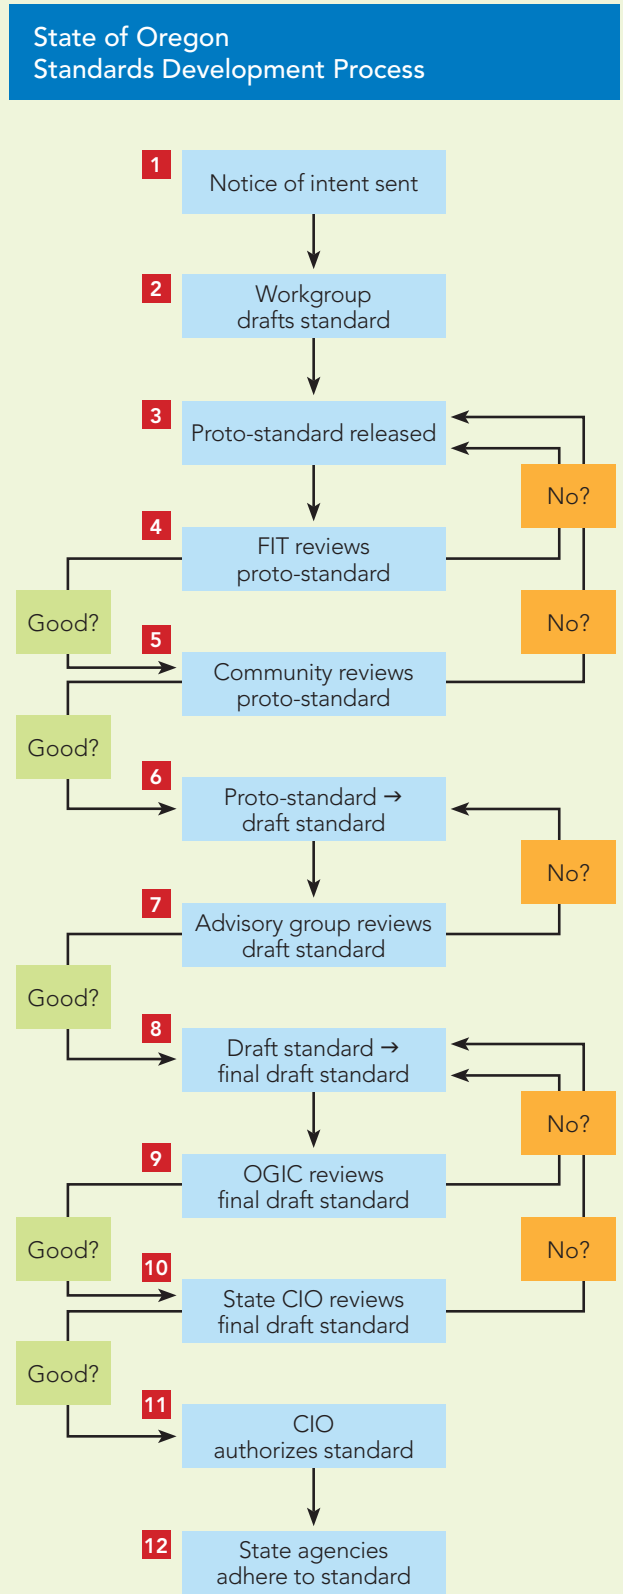 State of Oregon
Standards Development Process
1
Notice of intent sent
2
Workgroup
drafts standard
3
Proto-standard released
No?
4
FIT reviews
proto-standard
Good?
No?
5
Community reviews
proto-standard
Good?
6
Proto-standard →
draft standard
No?
7
Advisory group reviews
draft standard
Good?
8
Draft standard →
final draft standard
No?
9
OGIC reviews
final draft standard
Good?
No?
10
State CIO reviews
final draft standard
Good?
11
CIO
authorizes standard
12
State agencies
adhere to standard